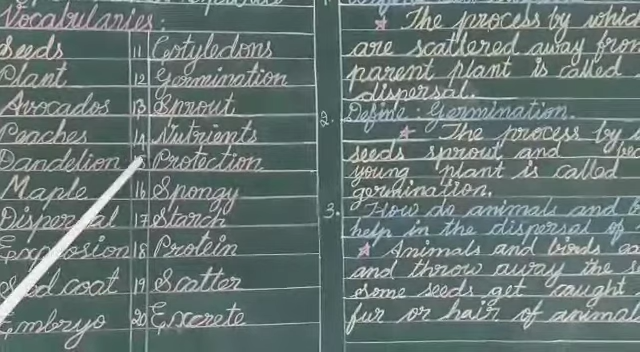 Vocabularies:
Seeds 11 Cotyledons
Plant 12 Germination
Avocados 13 Sprout
Peaches 14 Nutrients
Dandelion Protection
Maple 16 Spongy
Dispersal 17 Starch
Explosion 18 Protein
Seed coat 19 Scatter
Embryo 20 Excrete
1.
★ The process by whic
are scattered away from
parent plant is called
dispersal.
2. Define: Germination.
★ The process by
seeds sprout and bec
young plant is called
germination.
3. How do animals and b
help in the dispersal of
★ Animals and birds ea
and throw away the s
some seeds get caught
fur or hair of animal